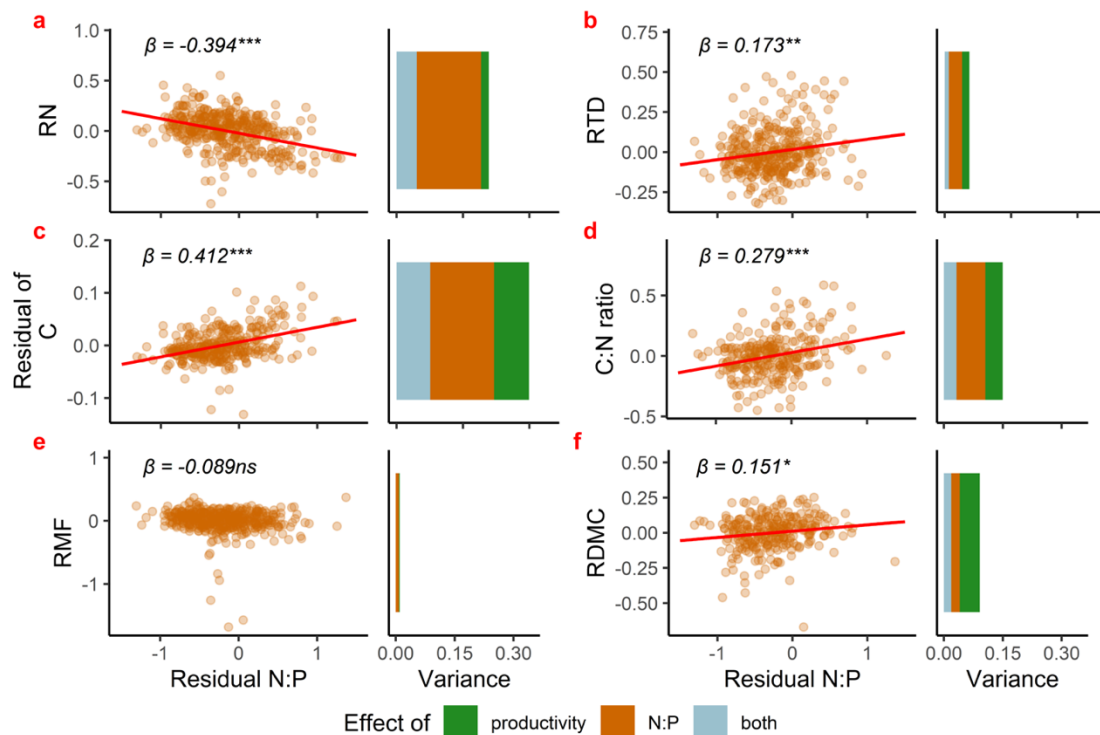 a
b
1.0
0.5
0.0
-0.5
RN
β = -0.394***
0.75
0.50
0.25
0.00
-0.25
RTD
β = 0.173**
c
d
0.2
0.1
0.0
-0.1
Residual of
C
β = 0.412***
0.5
0.0
-0.5
C:N ratio
β = 0.279***
e
f
1
0
-1
RMF
β = -0.089ns
0.50
0.25
0.00
-0.25
-0.50
RDMC
β = 0.151*
-1 0 1
0.00 0.15 0.30
-1 0 1
0.00 0.15 0.30
Residual N:P
Variance
Residual N:P
Variance
Effect of productivity N:P both